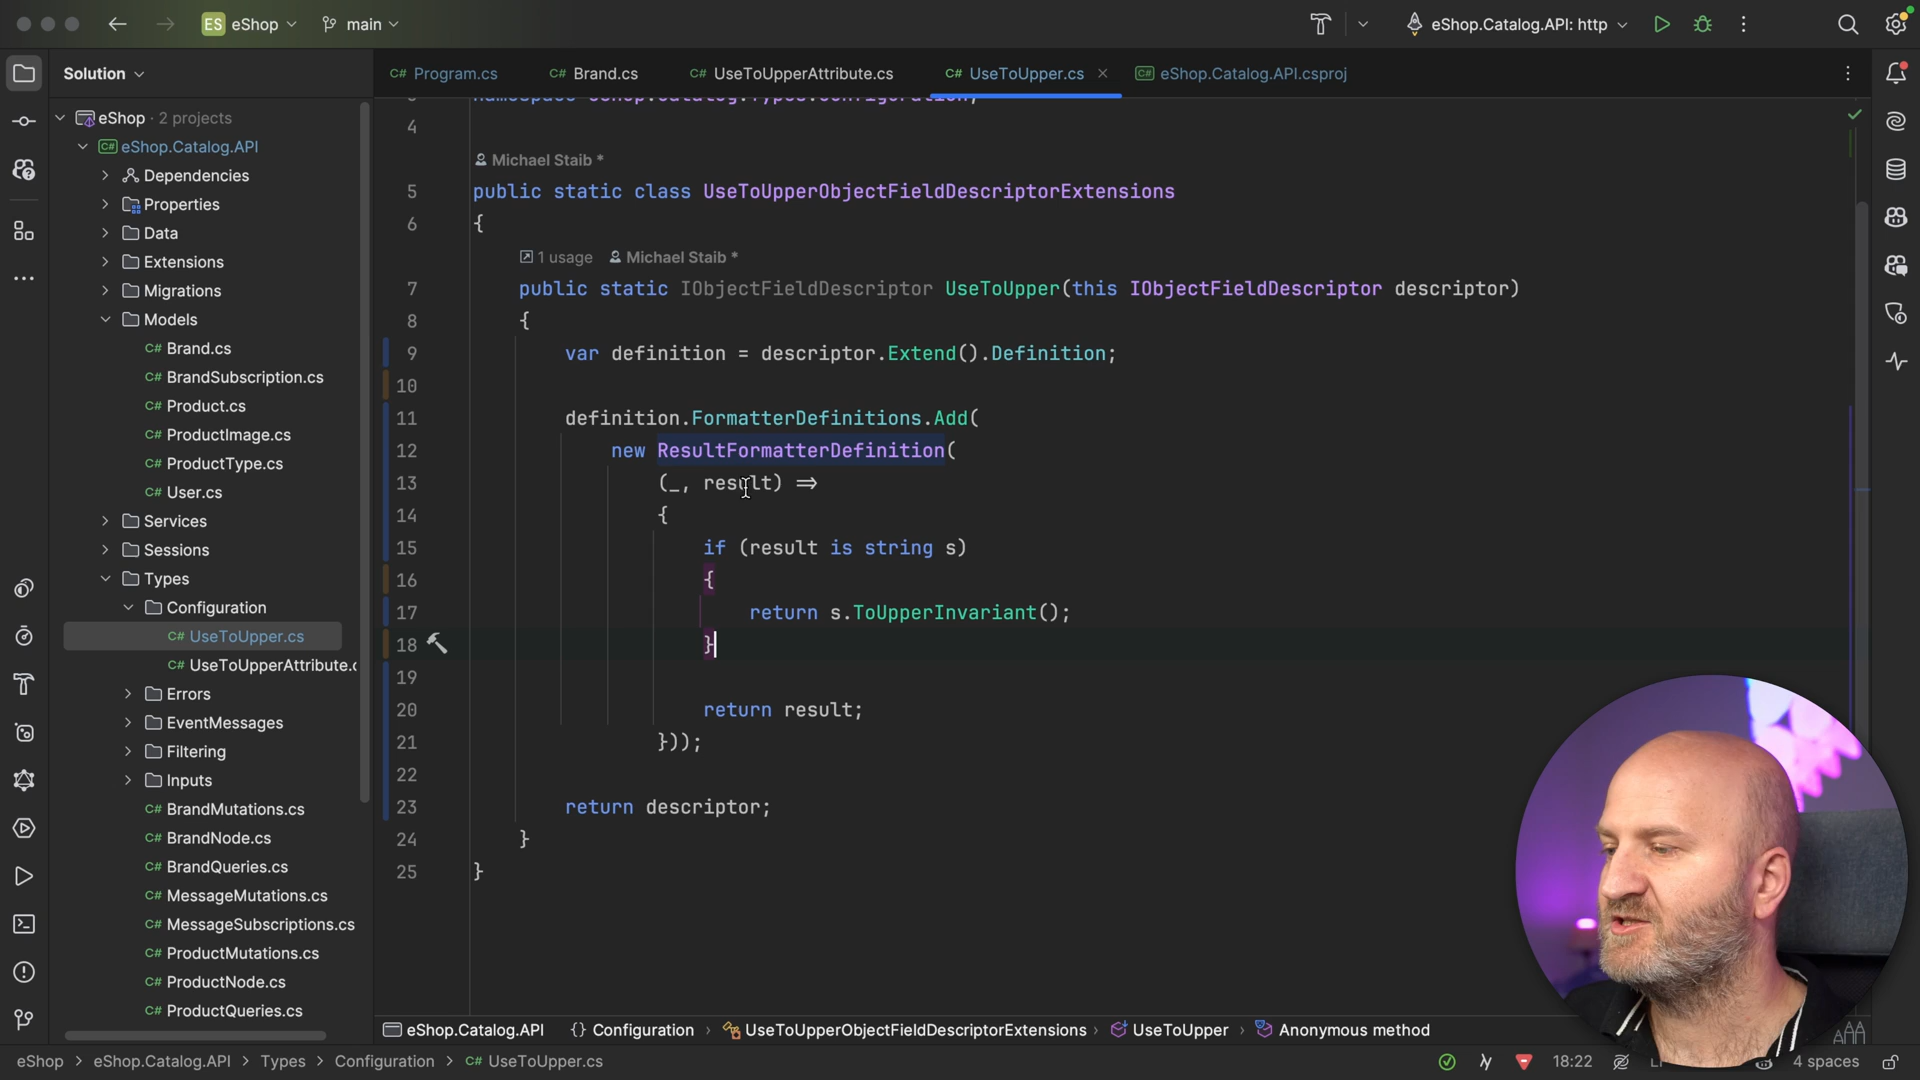 ES eShop main eShop.Catalog.API: http
Solution
Program.cs Brand.cs UseToUpperAttribute.cs UseToUpper.cs eShop.Catalog.API.csproj
eShop · 2 projects
eShop.Catalog.API
Dependencies
Properties
Data
Extensions
Migrations
Models
C# Brand.cs
C# BrandSubscription.cs
C# Product.cs
C# ProductImage.cs
C# ProductType.cs
C# User.cs
Services
Sessions
Types
Configuration
C# UseToUpper.cs
C# UseToUpperAttribute.c
Errors
EventMessages
Filtering
Inputs
C# BrandMutations.cs
C# BrandNode.cs
C# BrandQueries.cs
C# MessageMutations.cs
C# MessageSubscriptions.cs
C# ProductMutations.cs
C# ProductNode.cs
C# ProductQueries.cs
namespace eShop.Catalog.Types.Configuration;
4
Michael Staib *
5 public static class UseToUpperObjectFieldDescriptorExtensions
6 {
1 usage Michael Staib *
7 public static IObjectFieldDescriptor UseToUpper(this IObjectFieldDescriptor descriptor)
8 {
9 var definition = descriptor.Extend().Definition;
10
11 definition.FormatterDefinitions.Add(
12 new ResultFormatterDefinition(
13 (_, result) =>
14 {
15 if (result is string s)
16 {
17 return s.ToUpperInvariant();
18 }
19
20 return result;
21 }));
22
23 return descriptor;
24 }
25 }
eShop.Catalog.API {} Configuration › UseToUpperObjectFieldDescriptorExtensions › UseToUpper › Anonymous method
eShop › eShop.Catalog.API › Types › Configuration › C# UseToUpper.cs 18:22 4 spaces